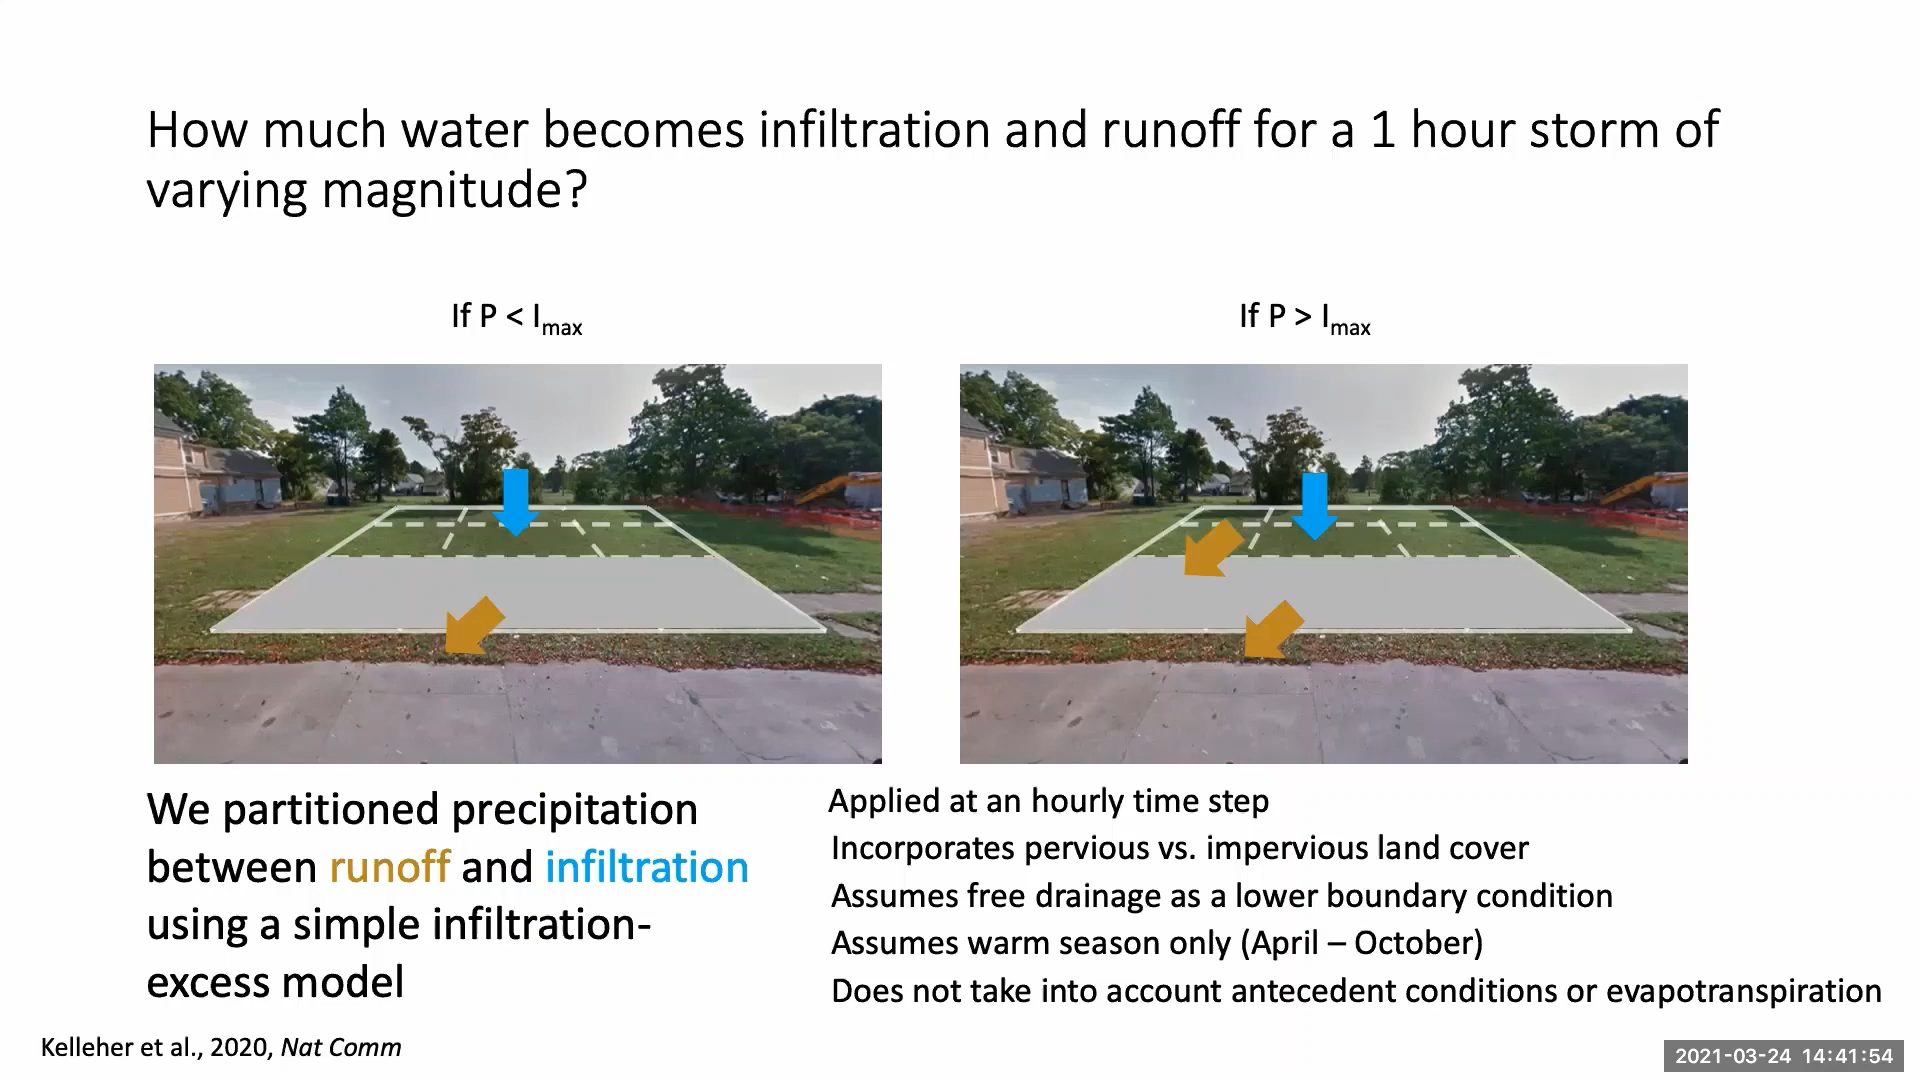 How much water becomes infiltration and runoff for a 1 hour storm of
varying magnitude?
If P < Imax
If P > Imax
We partitioned precipitation
between runoff and infiltration
using a simple infiltration-
excess model
Applied at an hourly time step
Incorporates pervious vs. impervious land cover
Assumes free drainage as a lower boundary condition
Assumes warm season only (April – October)
Does not take into account antecedent conditions or evapotranspiration
Kelleher et al., 2020, Nat Comm
2021-03-24 14:41:54